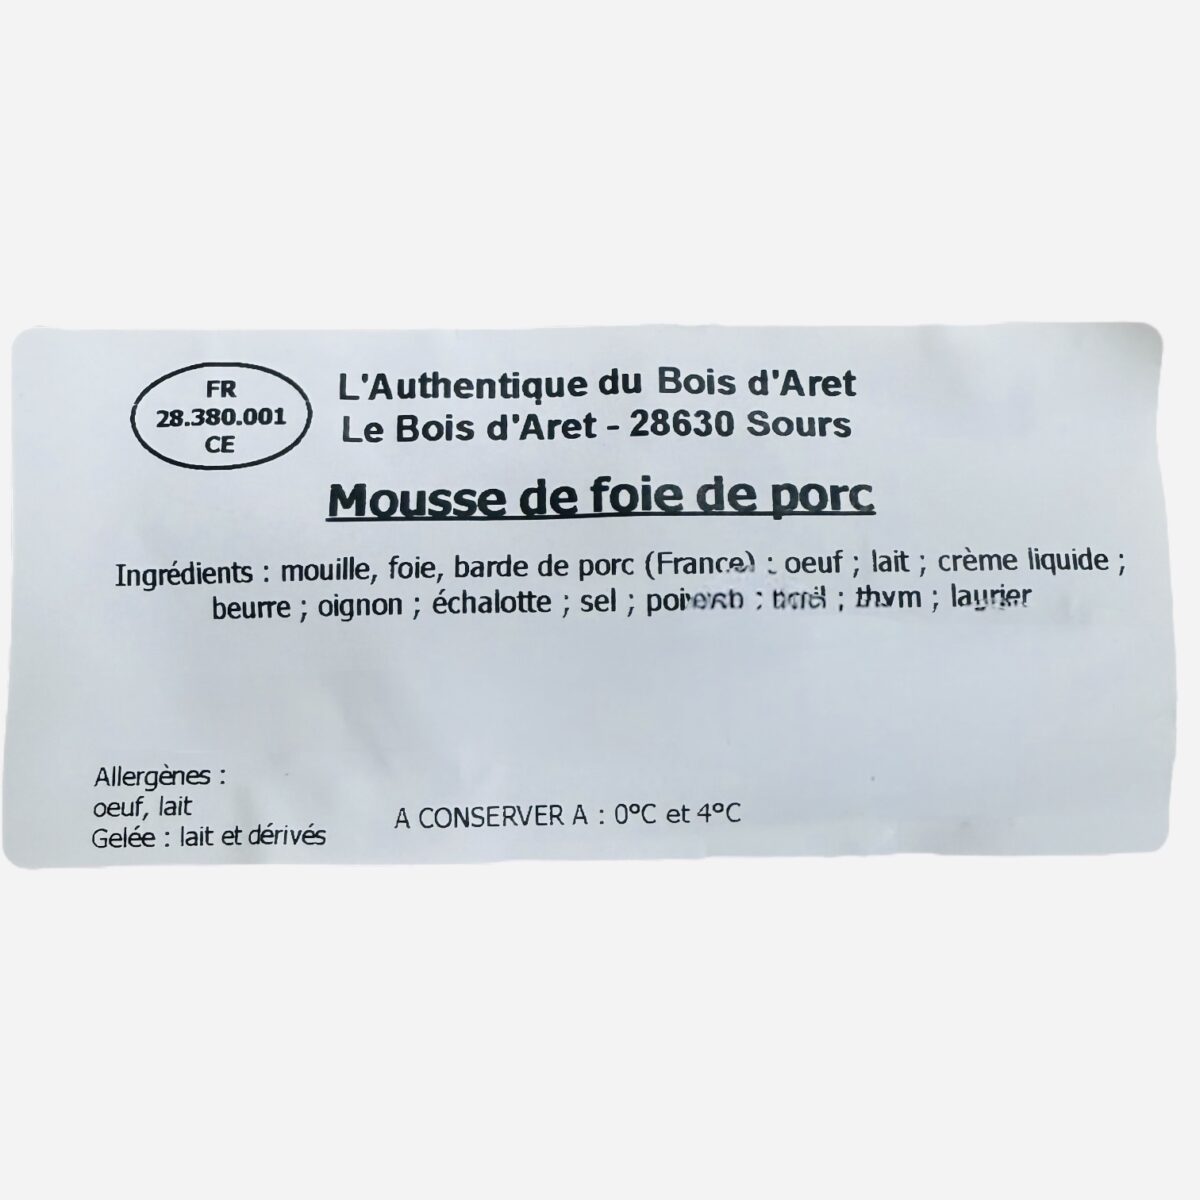 FR
28.380.001
CE
L'Authentique du Bois d'Aret
Le Bois d'Aret - 28630 Sours
Mousse de foie de porc
Ingrédients : mouille, foie, barde de porc (France) : oeuf ; lait ; crème liquide ;
beurre ; oignon ; échalotte ; sel ; : ; thym ; laurier
Allergènes :
oeuf, lait
Gelée : lait et dérivés
A CONSERVER A : 0°C et 4°C